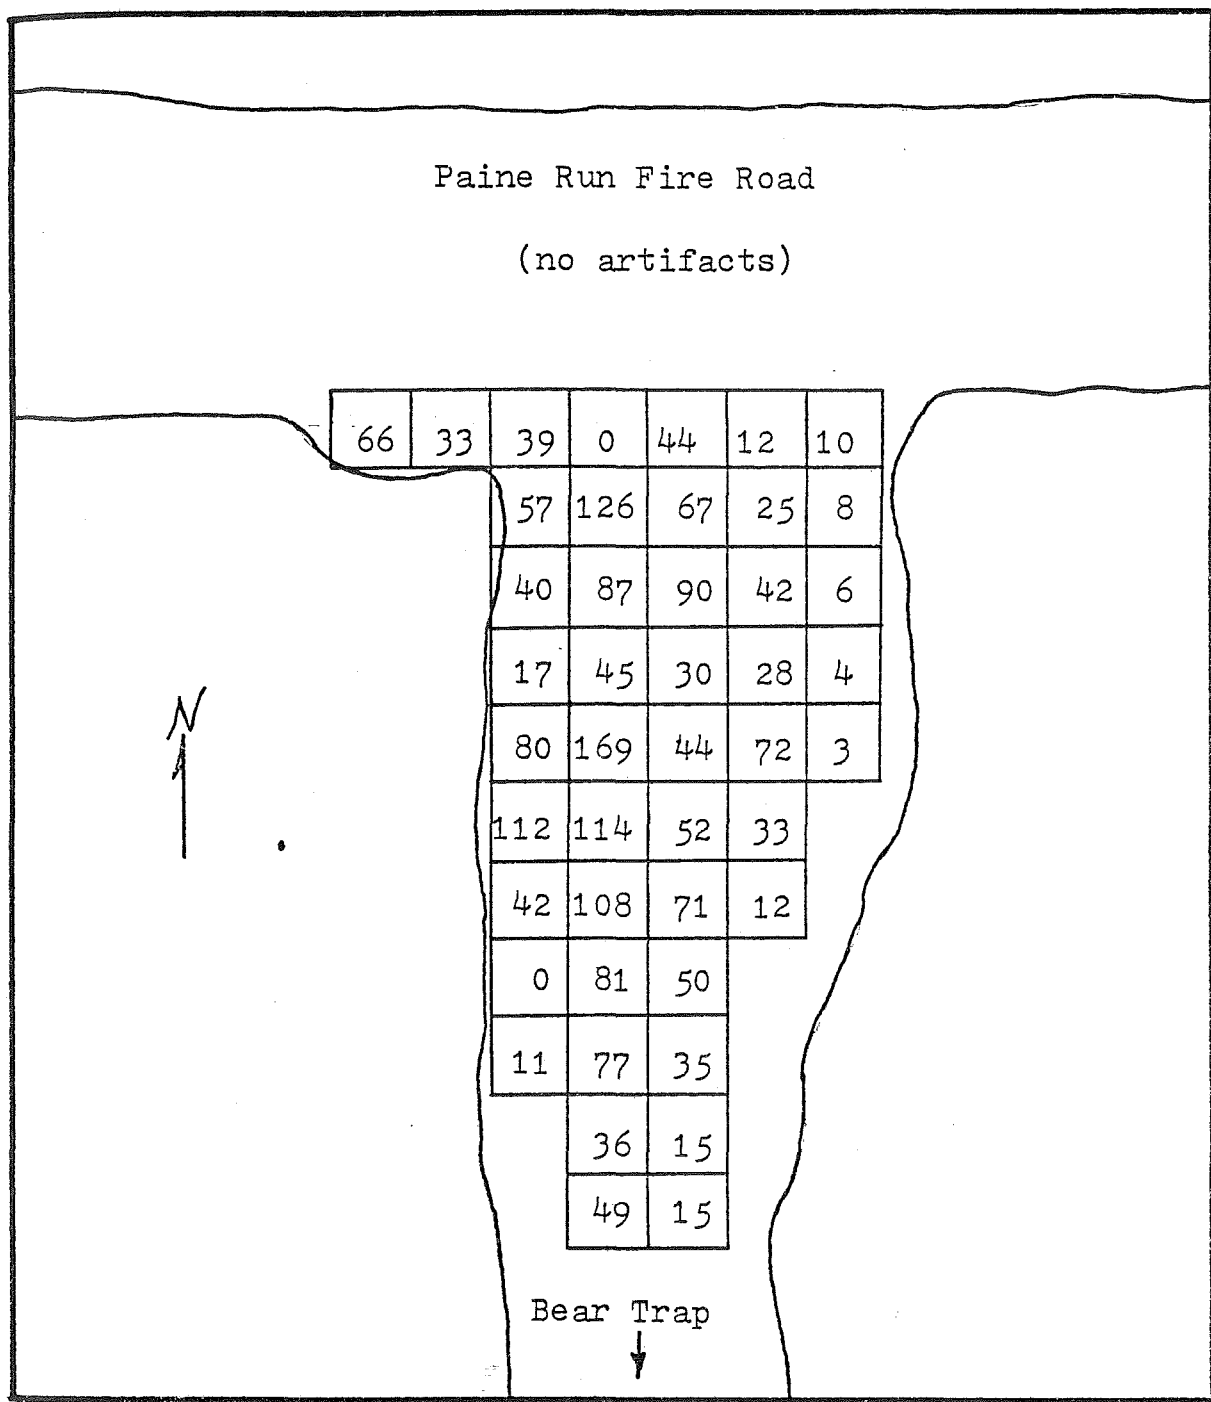 Paine Run Fire Road
(no artifacts)
66 33 39 0 44 12 10
57 126 67 25 8
40 87 90 42 6
17 45 30 28 4
N
80 169 44 72 3
112 114 52 33
42 108 71 12
0 81 50
11 77 35
36 15
49 15
Bear Trap